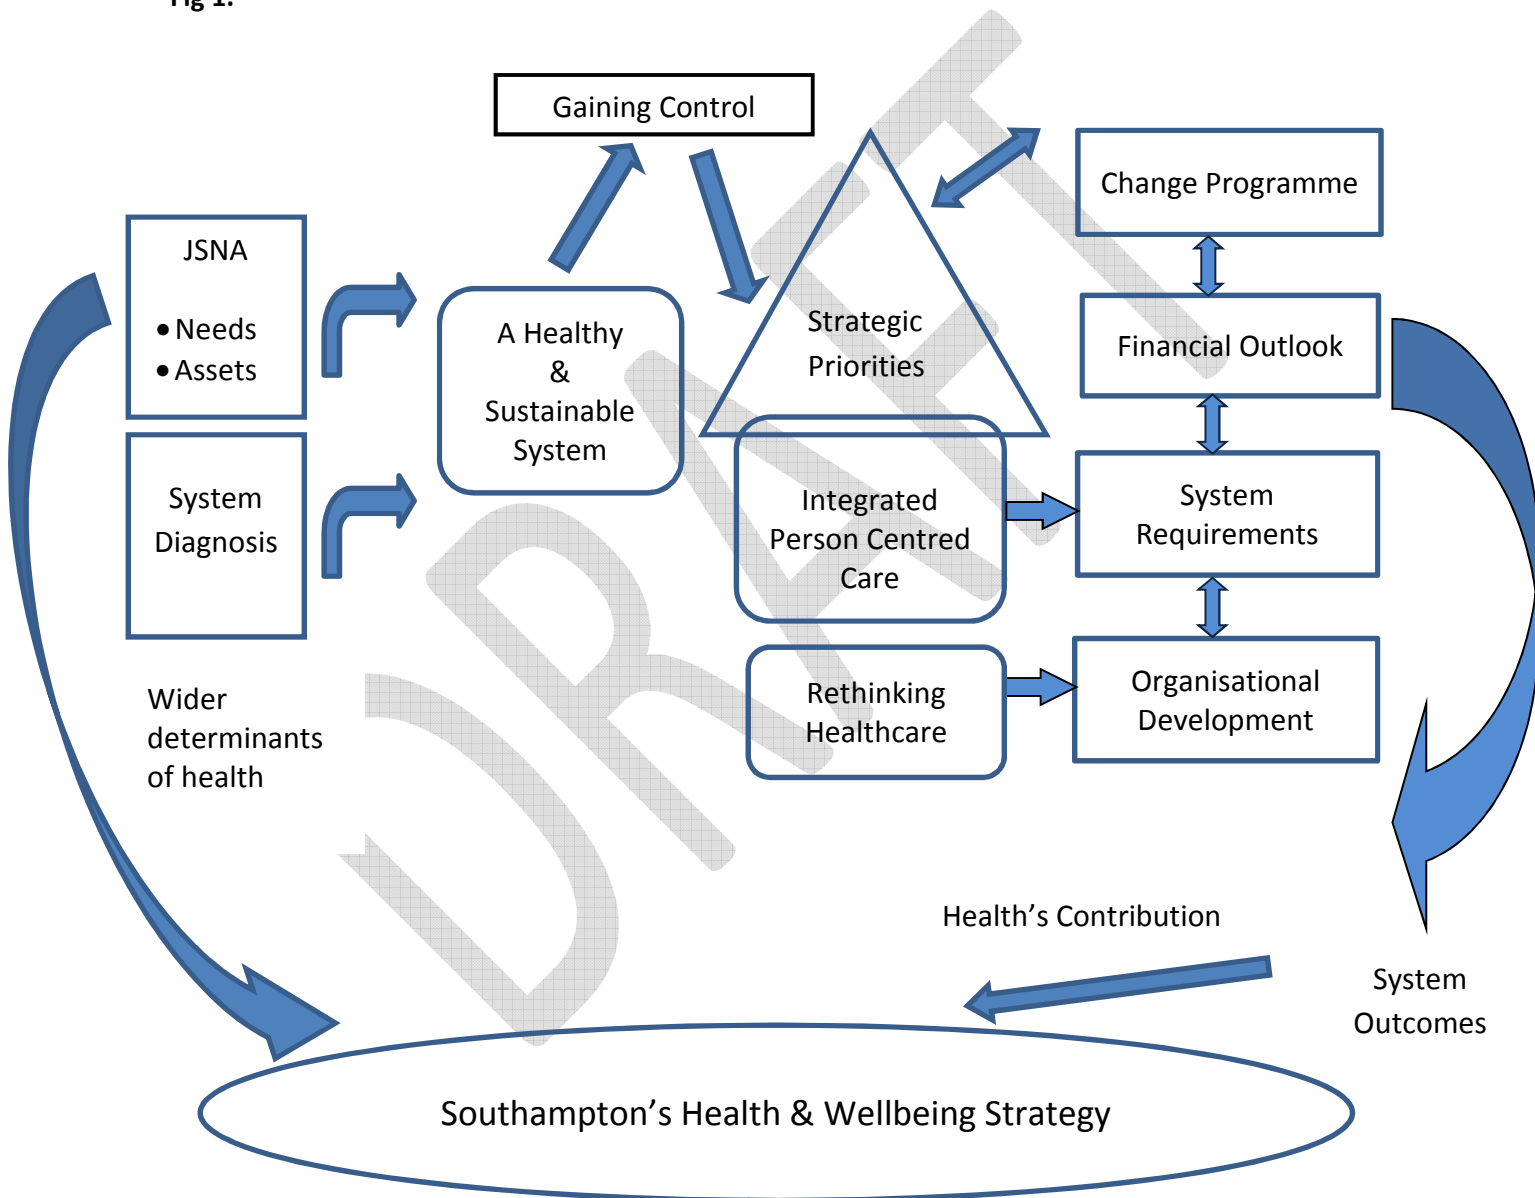 Fig 1.
Gaining Control
Change Programme
JSNA
• Needs
• Assets
A Healthy
&
Sustainable
System
Strategic
Priorities
Financial Outlook
System
Diagnosis
Integrated
Person Centred
Care
System
Requirements
Wider
determinants
of health
Rethinking
Healthcare
Organisational
Development
Health’s Contribution
System
Outcomes
Southampton’s Health & Wellbeing Strategy
DRAFT